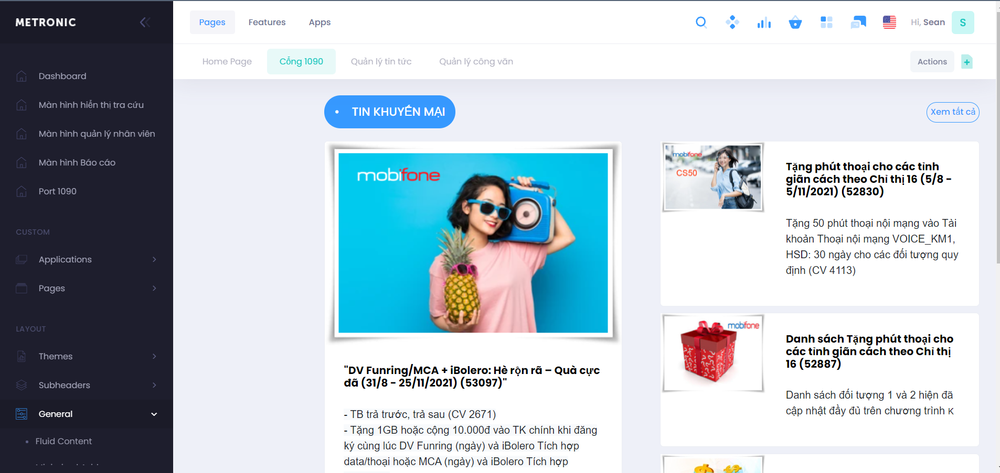 METRONIC
Pages
Features
Apps
Hi, Sean
S
Home Page
Cổng 1090
Quản lý tin tức
Quản lý công văn
Actions
Dashboard
Màn hình hiển thị tra cứu
Màn hình quản lý nhân viên
Màn hình Báo cáo
Port 1090
CUSTOM
Applications
Pages
LAYOUT
Themes
Subheaders
General
Fluid Content
• TIN KHUYẾN MẠI
Xem tất cả
mobifone
"DV Funring/MCA + iBolero: Hè rộn rã – Quà cực
đã (31/8 - 25/11/2021) (53097)"
- TB trả trước, trả sau (CV 2671)
- Tặng 1GB hoặc cộng 10.000đ vào TK chính khi đăng
ký cùng lúc DV Funring (ngày) và iBolero Tích hợp
data/thoại hoặc MCA (ngày) và iBolero Tích hợp
mobifone
CS50
Tặng phút thoại cho các tỉnh
giãn cách theo Chỉ thị 16 (5/8 -
5/11/2021) (52830)
Tặng 50 phút thoại nội mạng vào Tài
khoản Thoại nội mạng VOICE_KM1,
HSD: 30 ngày cho các đối tượng quy
định (CV 4113)
mobifone
Danh sách Tặng phút thoại cho
các tỉnh giãn cách theo Chỉ thị
16 (52887)
Danh sách đối tượng 1 và 2 hiện đã
cập nhật đầy đủ trên chương trình K